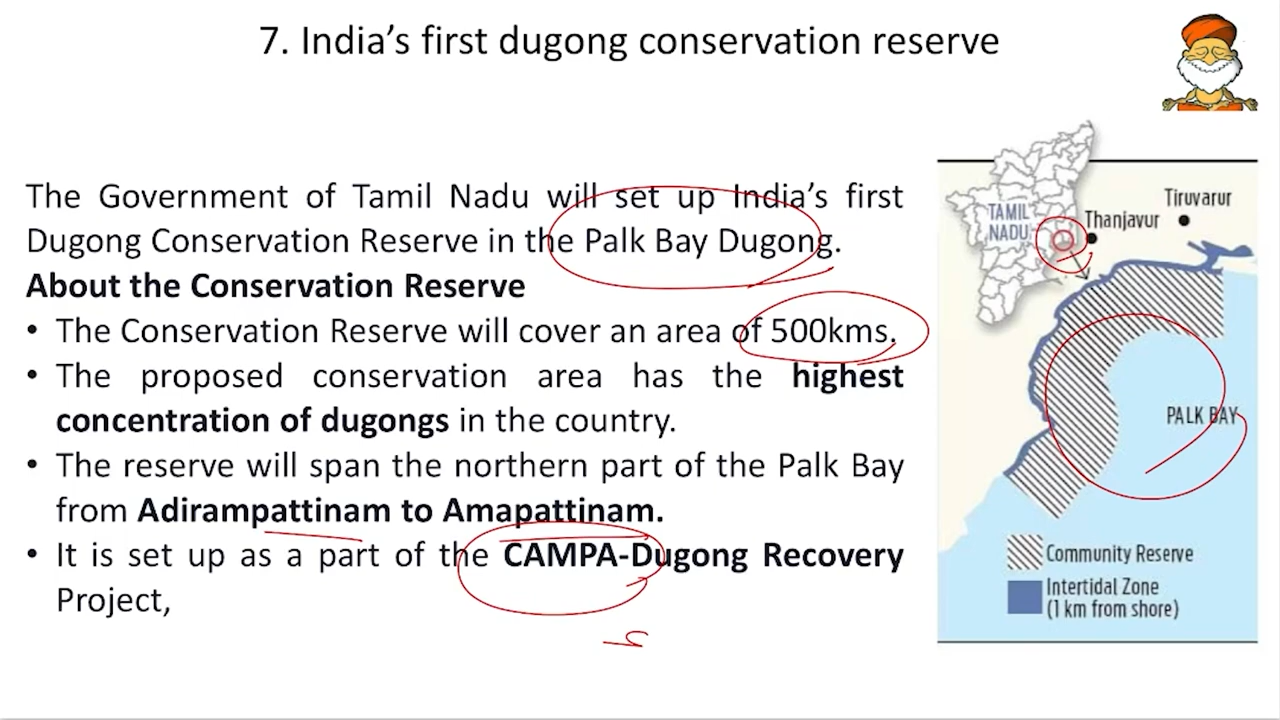 7. India’s first dugong conservation reserve
The Government of Tamil Nadu will set up India’s first
Dugong Conservation Reserve in the Palk Bay Dugong.
About the Conservation Reserve
• The Conservation Reserve will cover an area of 500kms.
• The proposed conservation area has the highest
concentration of dugongs in the country.
• The reserve will span the northern part of the Palk Bay
from Adirampattinam to Amapattinam.
• It is set up as a part of the CAMPA-Dugong Recovery
Project,
TAMIL
NADU
Thanjavur
Tiruvarur
PALK BAY
Community Reserve
Intertidal Zone
(1 km from shore)